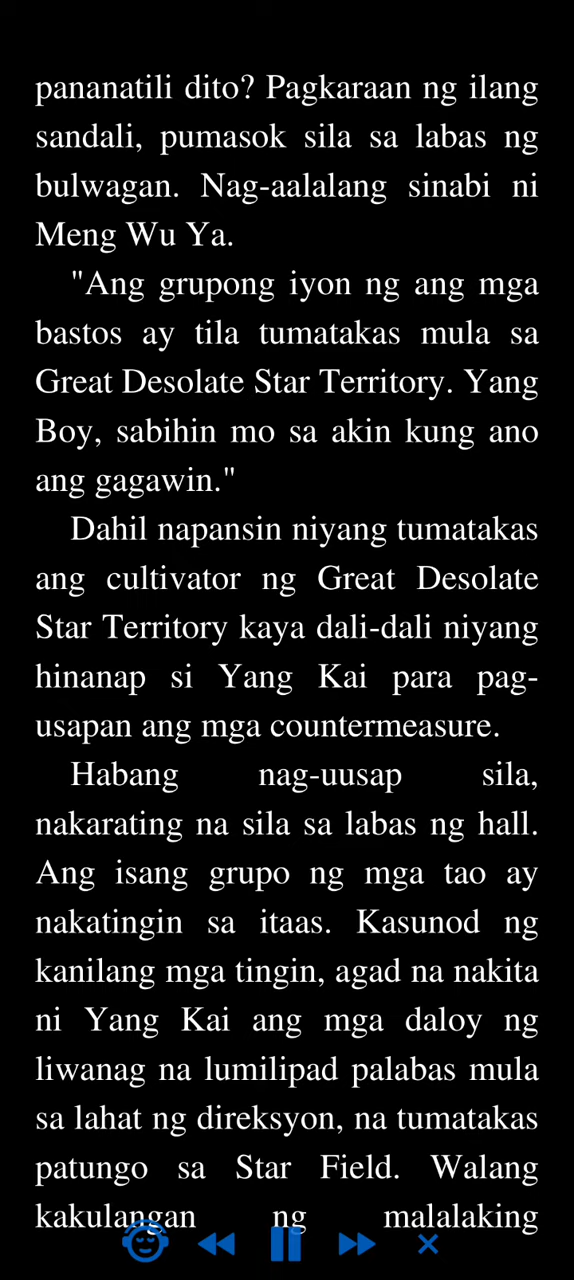 pananatili dito? Pagkaraan ng ilang
sandali, pumasok sila sa labas ng
bulwagan. Nag-aalalang sinabi ni
Meng Wu Ya.
"Ang grupong iyon ng ang mga
bastos ay tila tumatakas mula sa
Great Desolate Star Territory. Yang
Boy, sabihin mo sa akin kung ano
ang gagawin."
Dahil napansin niyang tumatakas
ang cultivator ng Great Desolate
Star Territory kaya dali-dali niyang
hinanap si Yang Kai para pag-
usapan ang mga countermeasure.
Habang nag-uusap sila,
nakarating na sila sa labas ng hall.
Ang isang grupo ng mga tao ay
nakatingin sa itaas. Kasunod ng
kanilang mga tingin, agad na nakita
ni Yang Kai ang mga daloy ng
liwanag na lumilipad palabas mula
sa lahat ng direksyon, na tumatakas
patungo sa Star Field. Walang
kakulangan ng malalaking